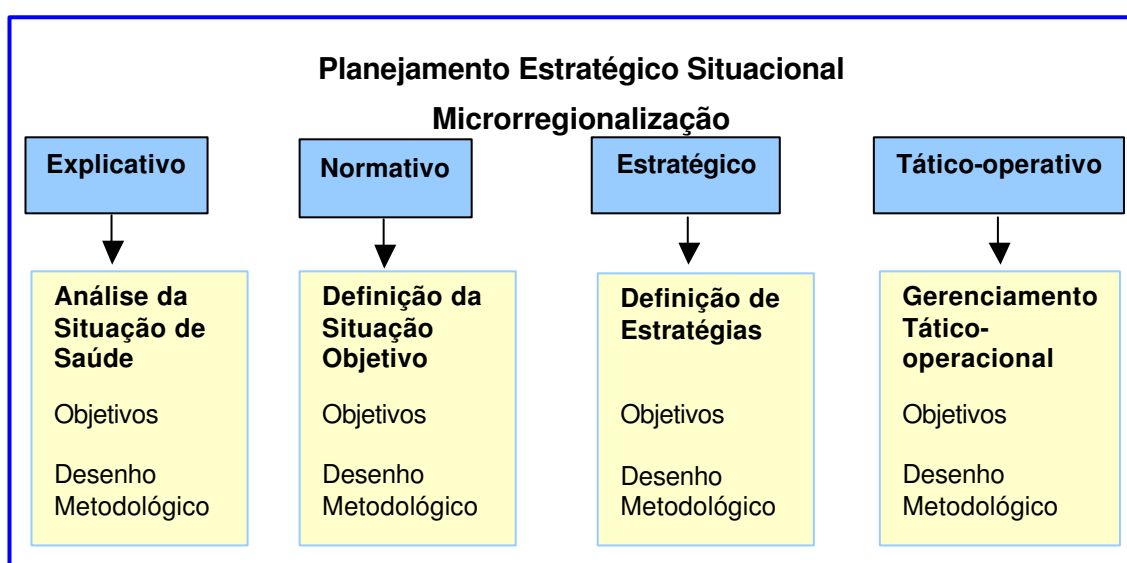 Planejamento Estratégico Situacional
Microrregionalização
Explicativo
Normativo
Estratégico
Tático-operativo
Análise da
Situação de
Saúde
Objetivos
Desenho
Metodológico
Definição da
Situação
Objetivo
Objetivos
Desenho
Metodológico
Definição de
Estratégias
Objetivos
Desenho
Metodológico
Gerenciamento
Tático-
operacional
Objetivos
Desenho
Metodológico